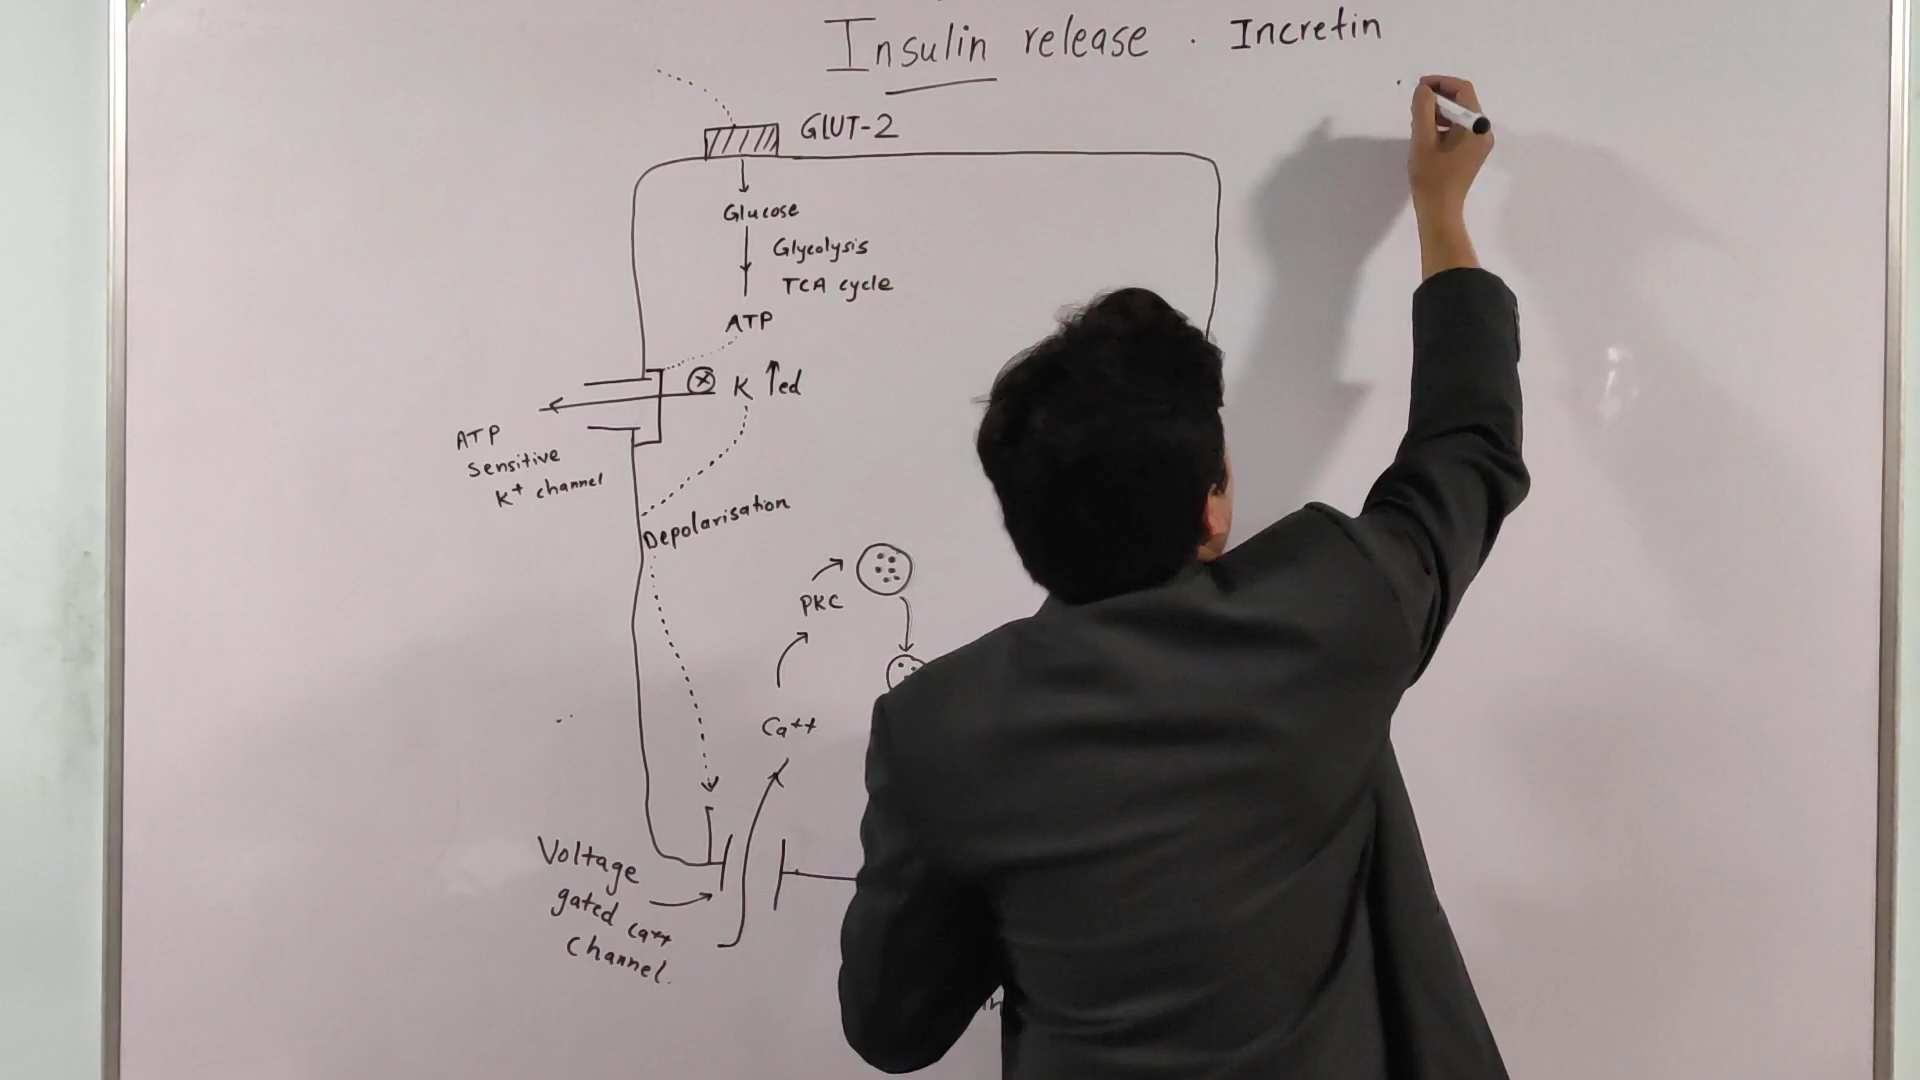 Insulin release . Incretin
GLUT-2
Glucose
Glycolysis
TCA cycle
ATP
K ↑ed
ATP
Sensitive
K+ channel
Depolarisation
PKC
Ca++
Voltage
gated Ca++
Channel.